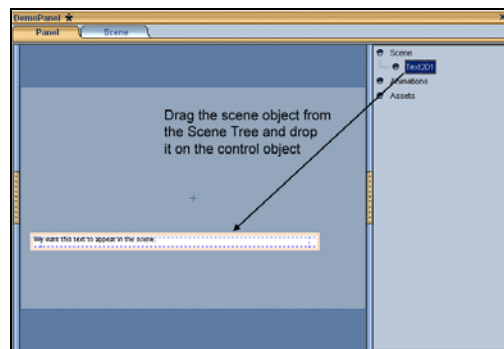 DemoPanel *
x
Panel
Scene
Scene
Text2D1
Animations
Assets
Drag the scene object from
the Scene Tree and drop
it on the control object
We want this text to appear in the scene.